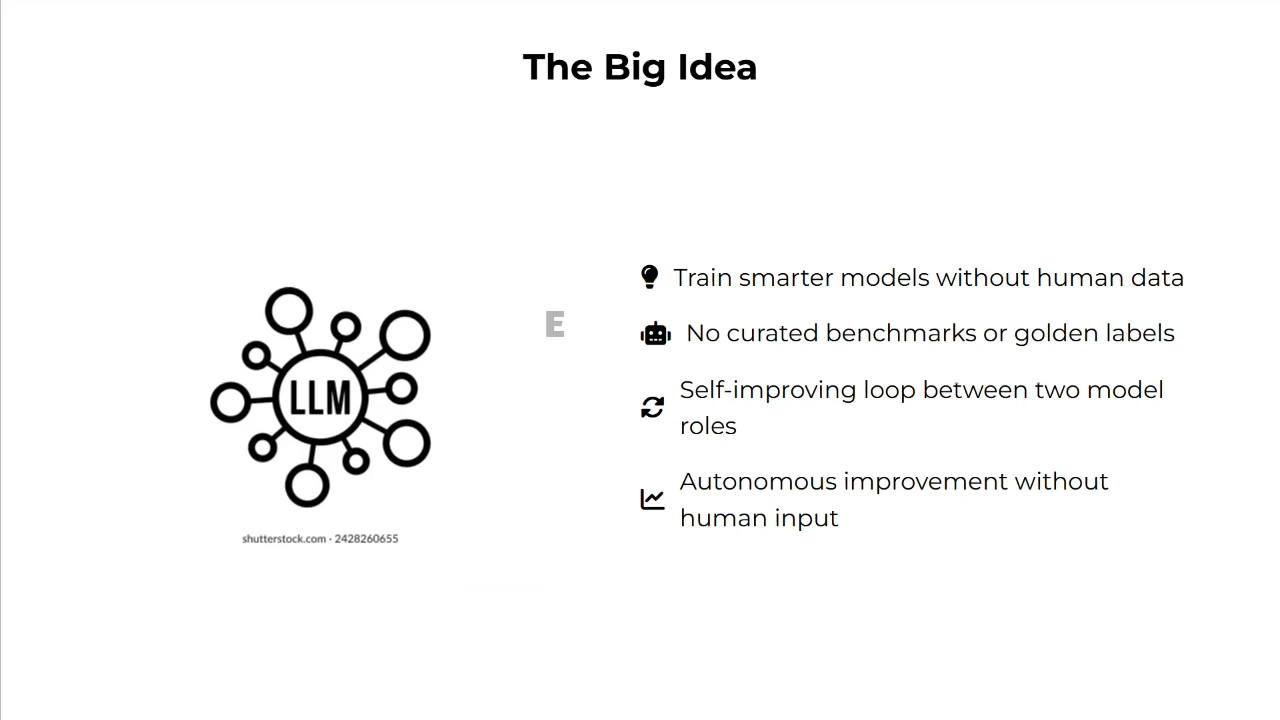 The Big Idea
LLM
shutterstock.com · 2428260655
E
Train smarter models without human data
No curated benchmarks or golden labels
Self-improving loop between two model
roles
Autonomous improvement without
human input